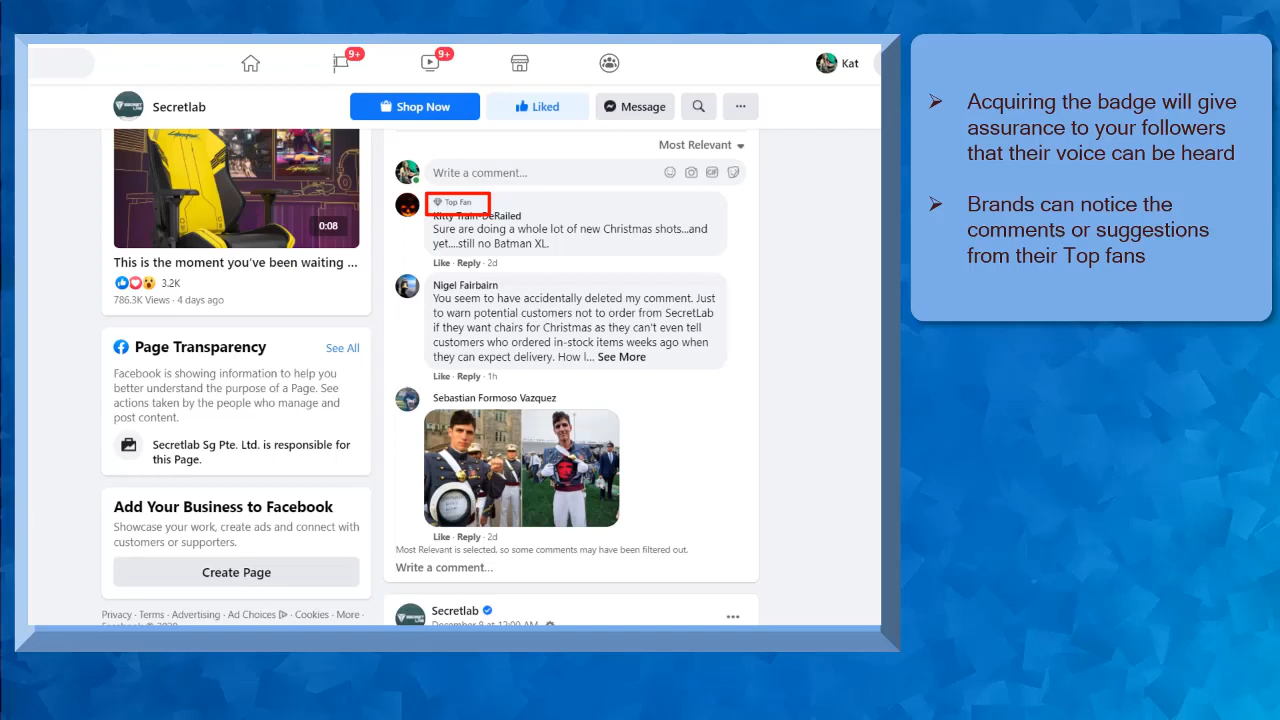 9+
9+
Kat
Secretlab
Shop Now
Liked
Message
0:08
This is the moment you've been waiting ...
3.2K
786.3K Views · 4 days ago
Page Transparency
See All
Facebook is showing information to help you
better understand the purpose of a Page. See
actions taken by the people who manage and
post content.
Secretlab Sg Pte. Ltd. is responsible for
this Page.
Add Your Business to Facebook
Showcase your work, create ads and connect with
customers or supporters.
Create Page
Privacy · Terms · Advertising · Ad Choices · Cookies · More ·
Most Relevant
Write a comment...
GIF
Top Fan
Kitty Train-DeRailed
Sure are doing a whole lot of new Christmas shots...and
yet....still no Batman XL.
Like · Reply · 2d
Nigel Fairbairn
You seem to have accidentally deleted my comment. Just
to warn potential customers not to order from SecretLab
if they want chairs for Christmas as they can't even tell
customers who ordered in-stock items weeks ago when
they can expect delivery. How l... See More
Like · Reply · 1h
Sebastian Formoso Vazquez
Like · Reply · 2d
Most Relevant is selected, so some comments may have been filtered out.
Write a comment...
Secretlab
➢ Acquiring the badge will give
assurance to your followers
that their voice can be heard
➢ Brands can notice the
comments or suggestions
from their Top fans